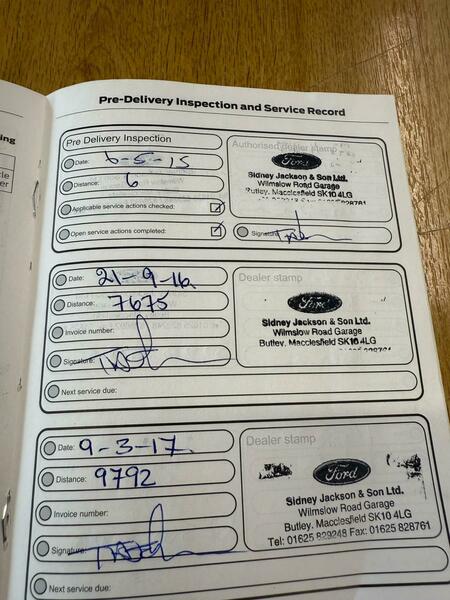 ing
cle
er
Pre-Delivery Inspection and Service Record
Pre Delivery Inspection
Date: 6-5-15
Distance: 6
Applicable service actions checked:
Open service actions completed:
Authorised dealer stamp
Ford
Sidney Jackson & Son Ltd.
Wilmslow Road Garage
Butley, Macclesfield SK10 4LG
Signature:
Date: 21-9-16.
Distance: 7675
Invoice number:
Signature:
Next service due:
Dealer stamp
Ford
Sidney Jackson & Son Ltd.
Wilmslow Road Garage
Butley, Macclesfield SK10 4LG
Date: 9-3-17.
Distance: 9792
Invoice number:
Signature:
Next service due:
Dealer stamp
Ford
Sidney Jackson & Son Ltd.
Wilmslow Road Garage
Butley, Macclesfield SK10 4LG
Tel: 01625 829248 Fax: 01625 828761